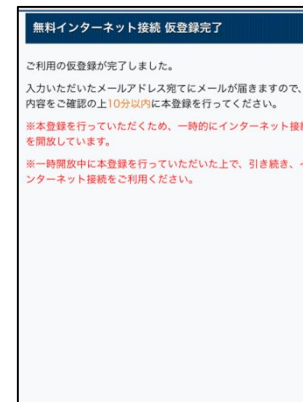 無料インターネット接続 仮登録完了
ご利用の仮登録が完了しました。
入力いただいたメールアドレス宛てにメールが届きますので、
内容をご確認の上10分以内に本登録を行ってください。
※本登録を行っていただくため、一時的にインターネット接
を開放しています。
※一時開放中に本登録を行っていただいた上で、引き続き、
ンターネット接続をご利用ください。